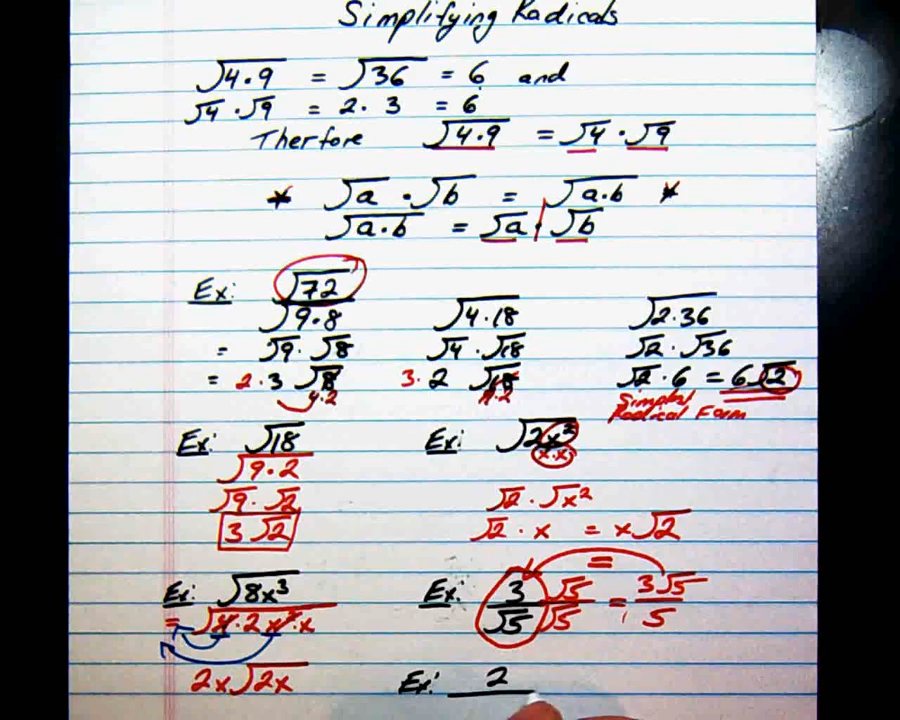 Simplifying Radicals
√4·9 = √36 = 6 and
√4 · √9 = 2 · 3 = 6
Therfore √4·9 = √4 · √9
* √a · √b = √a·b *
√a·b = √a · √b
Ex: √72
√9·8 √4·18 √2·36
= √9 · √8 √4 · √18 √2 · √36
= 2·3 √8 3·2 √18 √2 · 6 = 6√2
4·2 9·2 Radical Form
Ex: √18 Ex: √2x²
√9·2 x·x
√9 · √2 √2 · √x²
3√2 √2 · x = x√2
Ex: √8x³ Ex: 3/√5 √5/√5 = 3√5/5
=
= √4·2x²·x
2x√2x Ex: 2